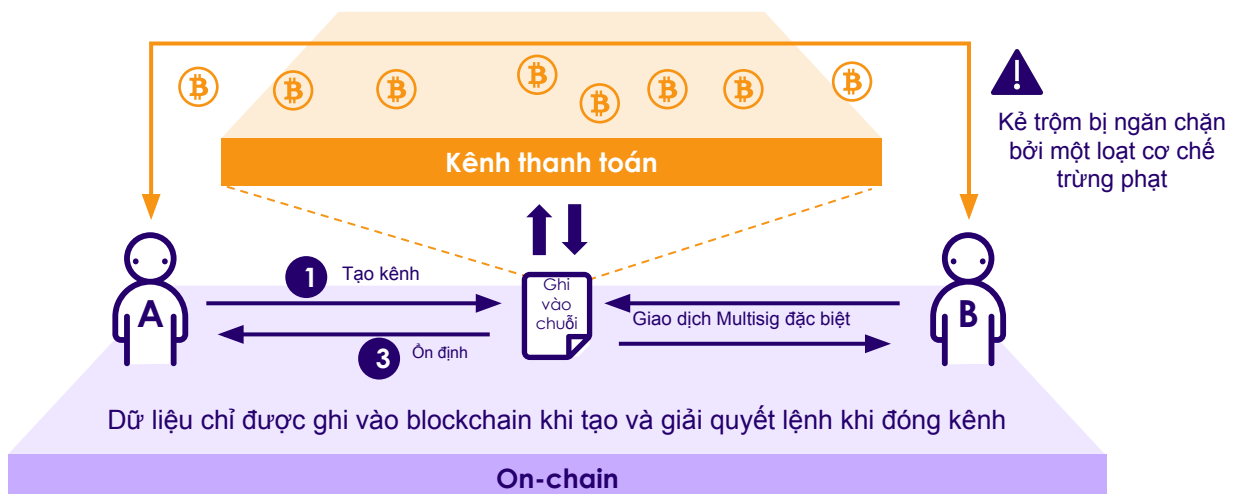 Kẻ trộm bị ngăn chặn
bởi một loạt cơ chế
trừng phạt
Kênh thanh toán
1
Tạo kênh
Ghi
vào
chuỗi
A
B
Giao dịch Multisig đặc biệt
3
Ổn định
Dữ liệu chỉ được ghi vào blockchain khi tạo và giải quyết lệnh khi đóng kênh
On-chain